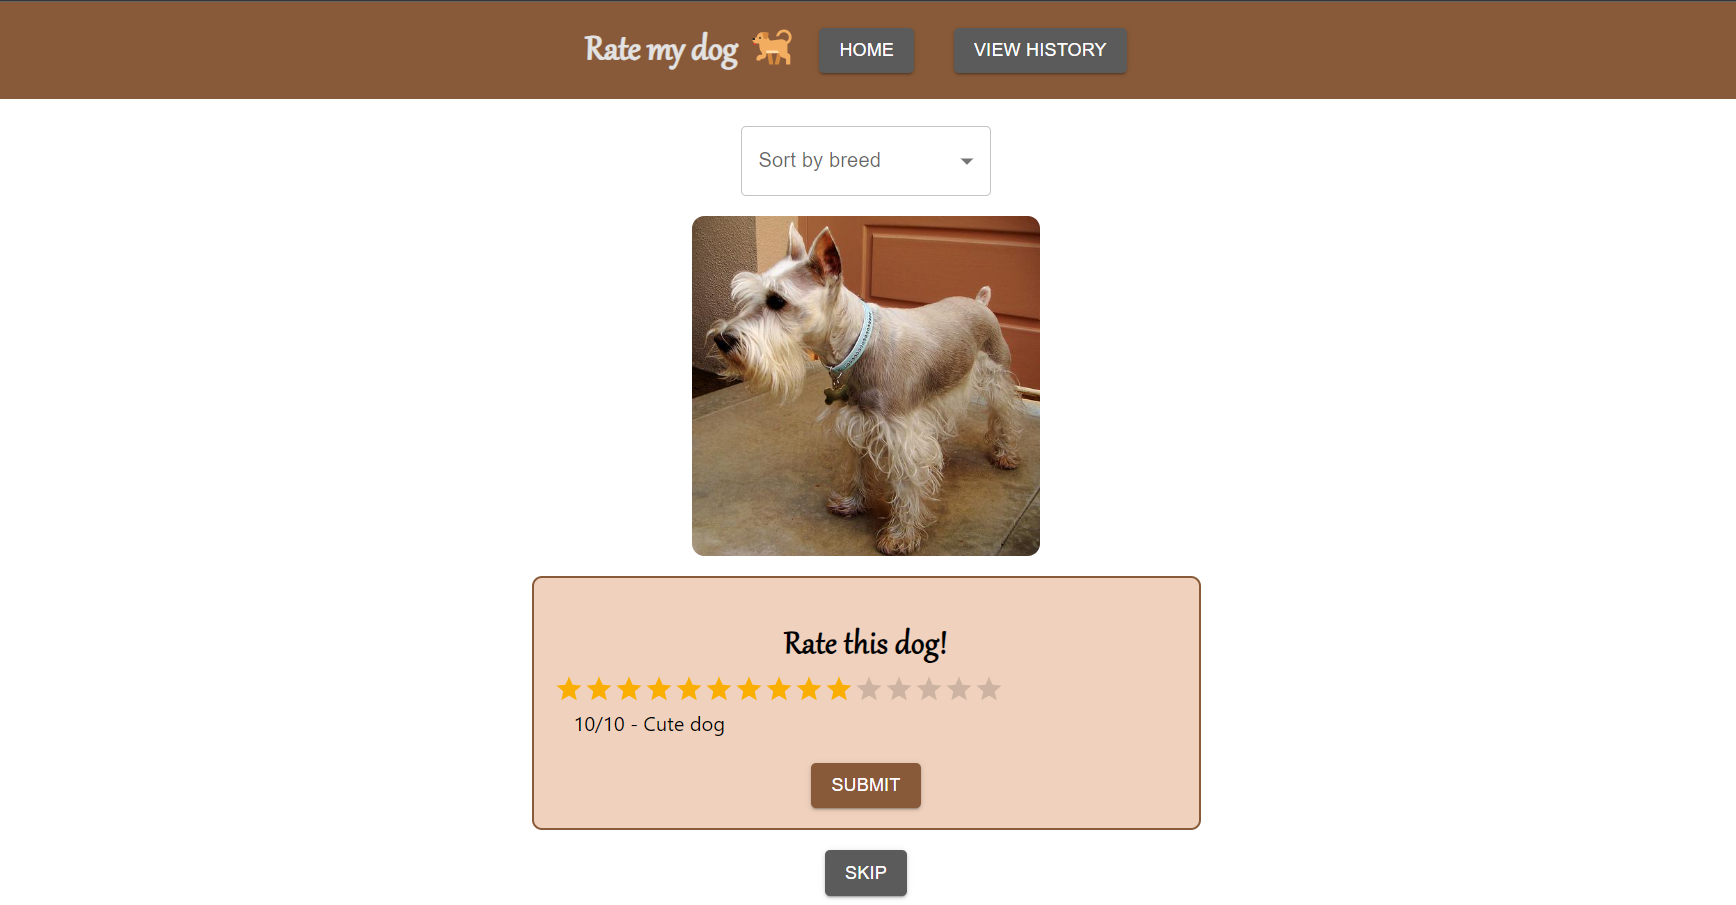 Rate my dog HOME VIEW HISTORY
Sort by breed
Rate this dog!
10/10 - Cute dog
SUBMIT
SKIP